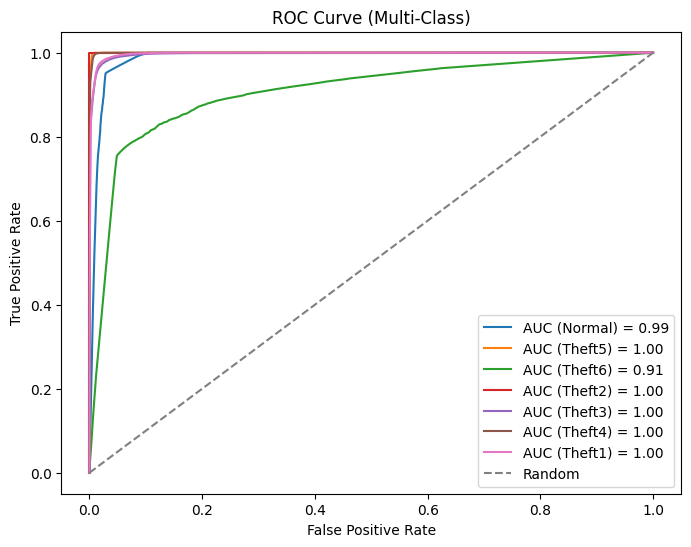 ROC Curve (Multi-Class)
True Positive Rate
1.0
0.8
0.6
0.4
0.2
0.0
AUC (Normal) = 0.99
AUC (Theft5) = 1.00
AUC (Theft6) = 0.91
AUC (Theft2) = 1.00
AUC (Theft3) = 1.00
AUC (Theft4) = 1.00
AUC (Theft1) = 1.00
Random
0.0 0.2 0.4 0.6 0.8 1.0
False Positive Rate